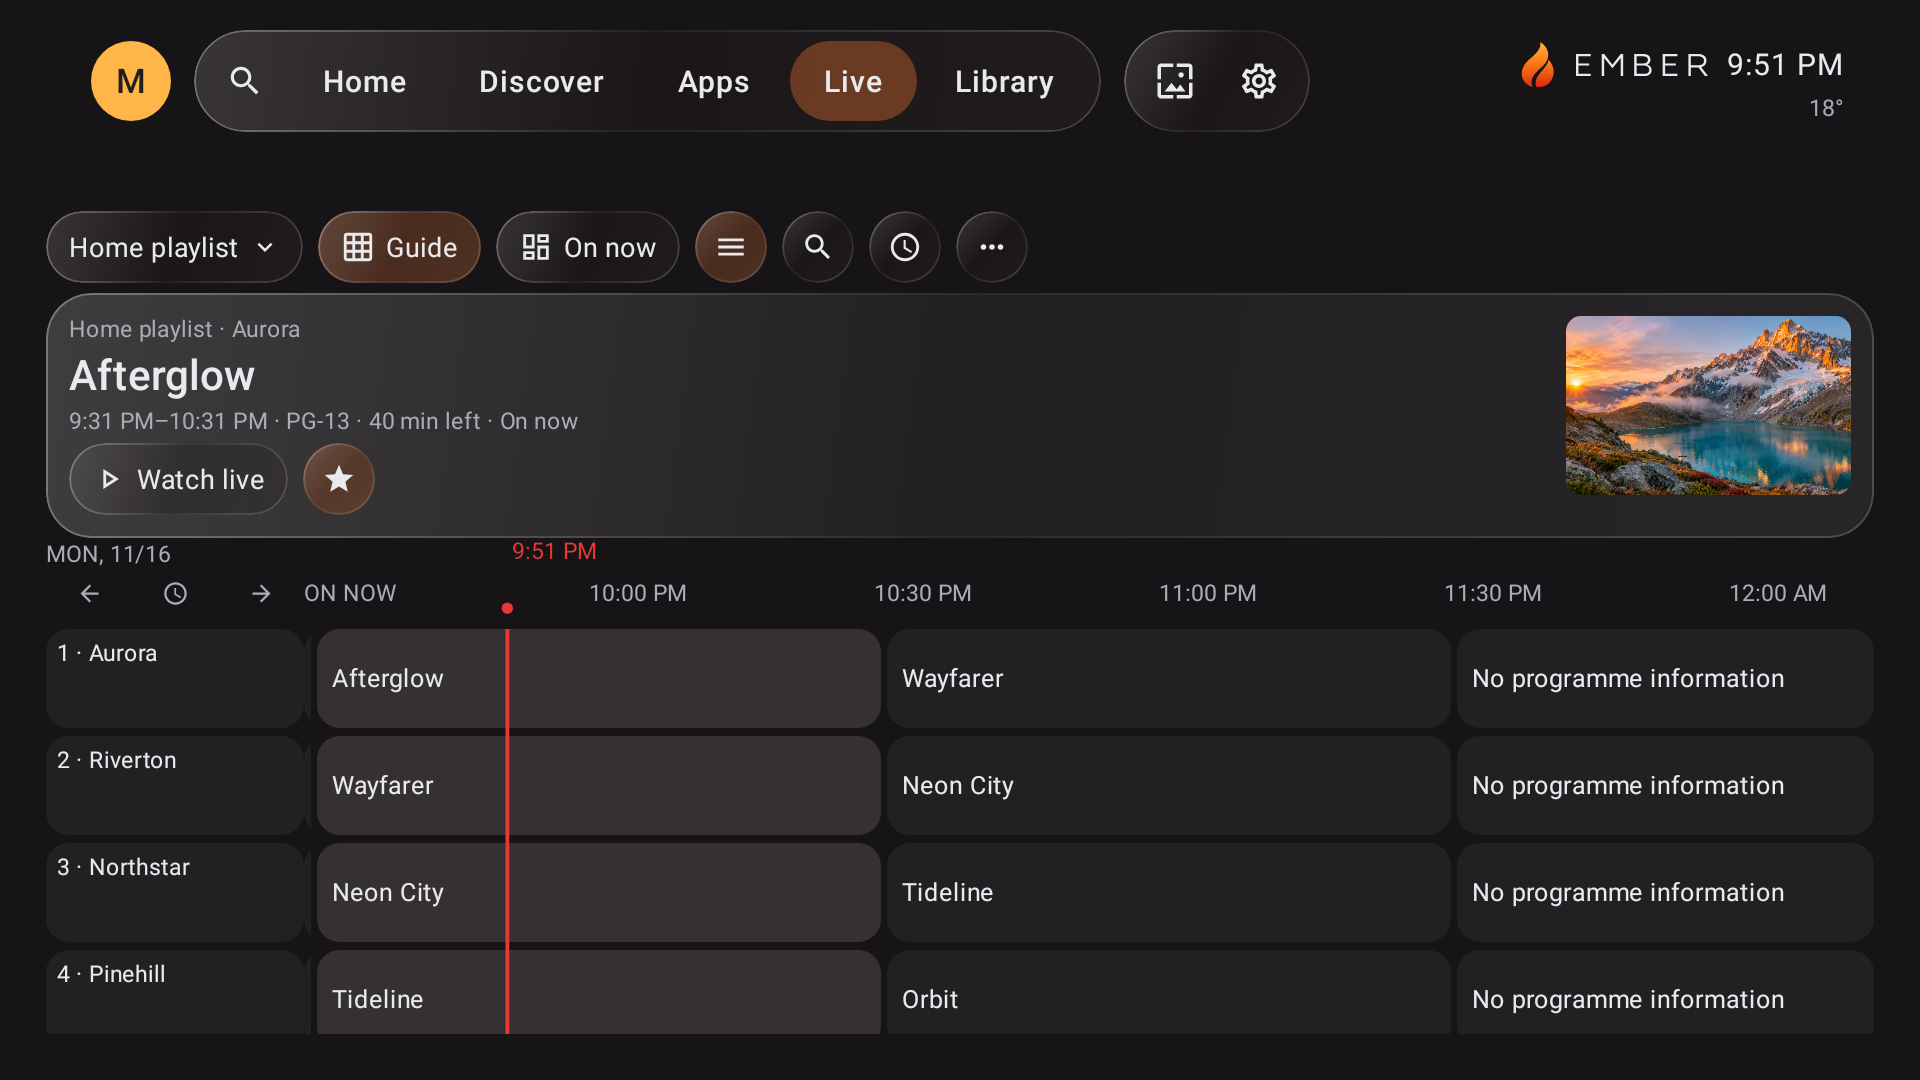 M
Home
Discover
Apps
Live
Library
EMBER
9:51 PM
18°
Home playlist
Guide
On now
Home playlist · Aurora
Afterglow
9:31 PM–10:31 PM · PG-13 · 40 min left · On now
Watch live
MON, 11/16
9:51 PM
ON NOW
10:00 PM
10:30 PM
11:00 PM
11:30 PM
12:00 AM
1 · Aurora
Afterglow
Wayfarer
No programme information
2 · Riverton
Wayfarer
Neon City
No programme information
3 · Northstar
Neon City
Tideline
No programme information
4 · Pinehill
Tideline
Orbit
No programme information